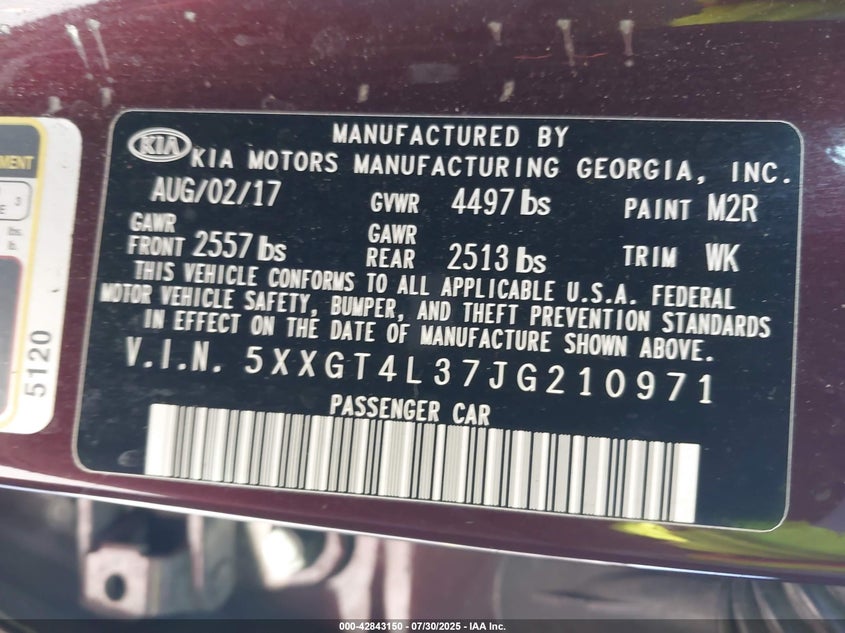 MANUFACTURED BY
KIA KIA MOTORS MANUFACTURING GEORGIA, INC.
AUG/02/17 GVWR 4497 lbs PAINT M2R
GAWR FRONT 2557 lbs GAWR REAR 2513 lbs TRIM WK
THIS VEHICLE CONFORMS TO ALL APPLICABLE U.S.A. FEDERAL
MOTOR VEHICLE SAFETY, BUMPER, AND THEFT PREVENTION STANDARDS
IN EFFECT ON THE DATE OF MANUFACTURE SHOWN ABOVE.
V.I.N. 5XXGT4L37JG210971
PASSENGER CAR
5120
000-42843150 | 07/30/2025 - IAA Inc.